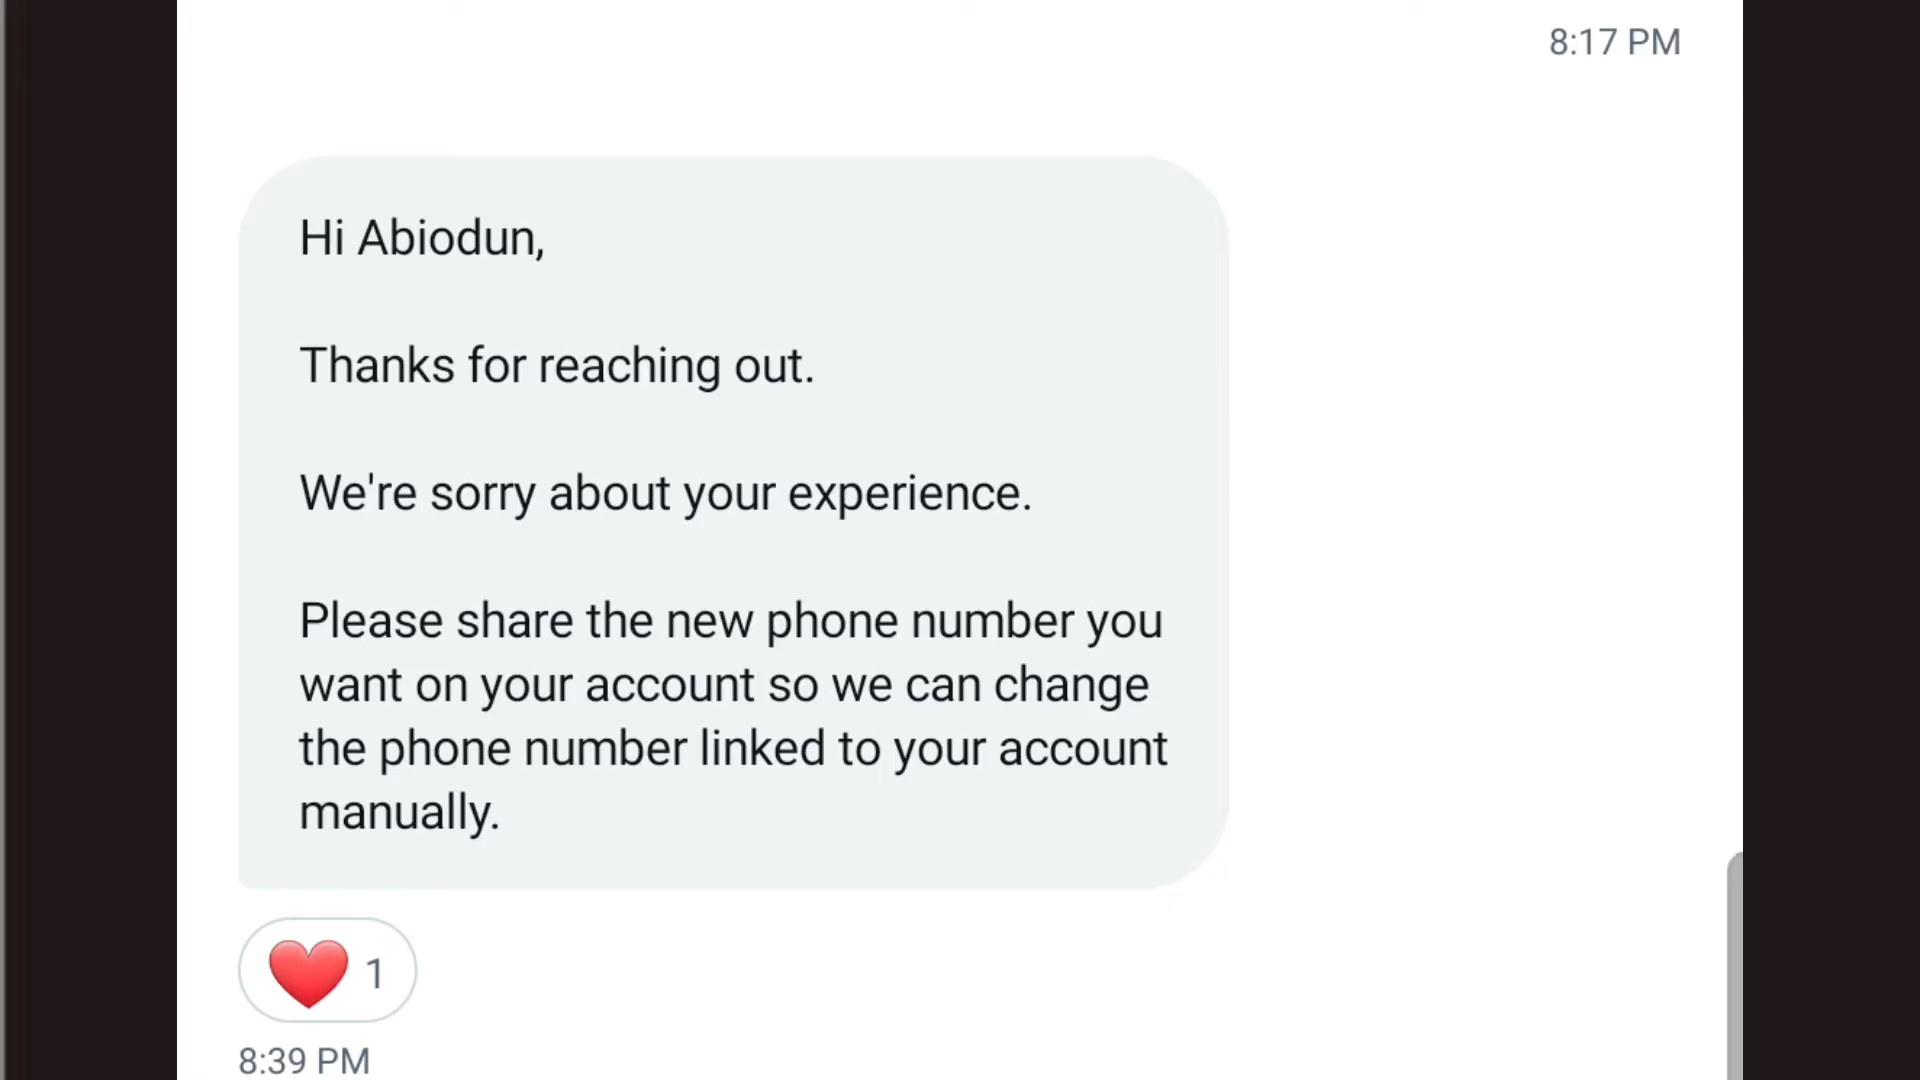 8:17 PM
Hi Abiodun,
Thanks for reaching out.
We're sorry about your experience.
Please share the new phone number you
want on your account so we can change
the phone number linked to your account
manually.
1
8:39 PM